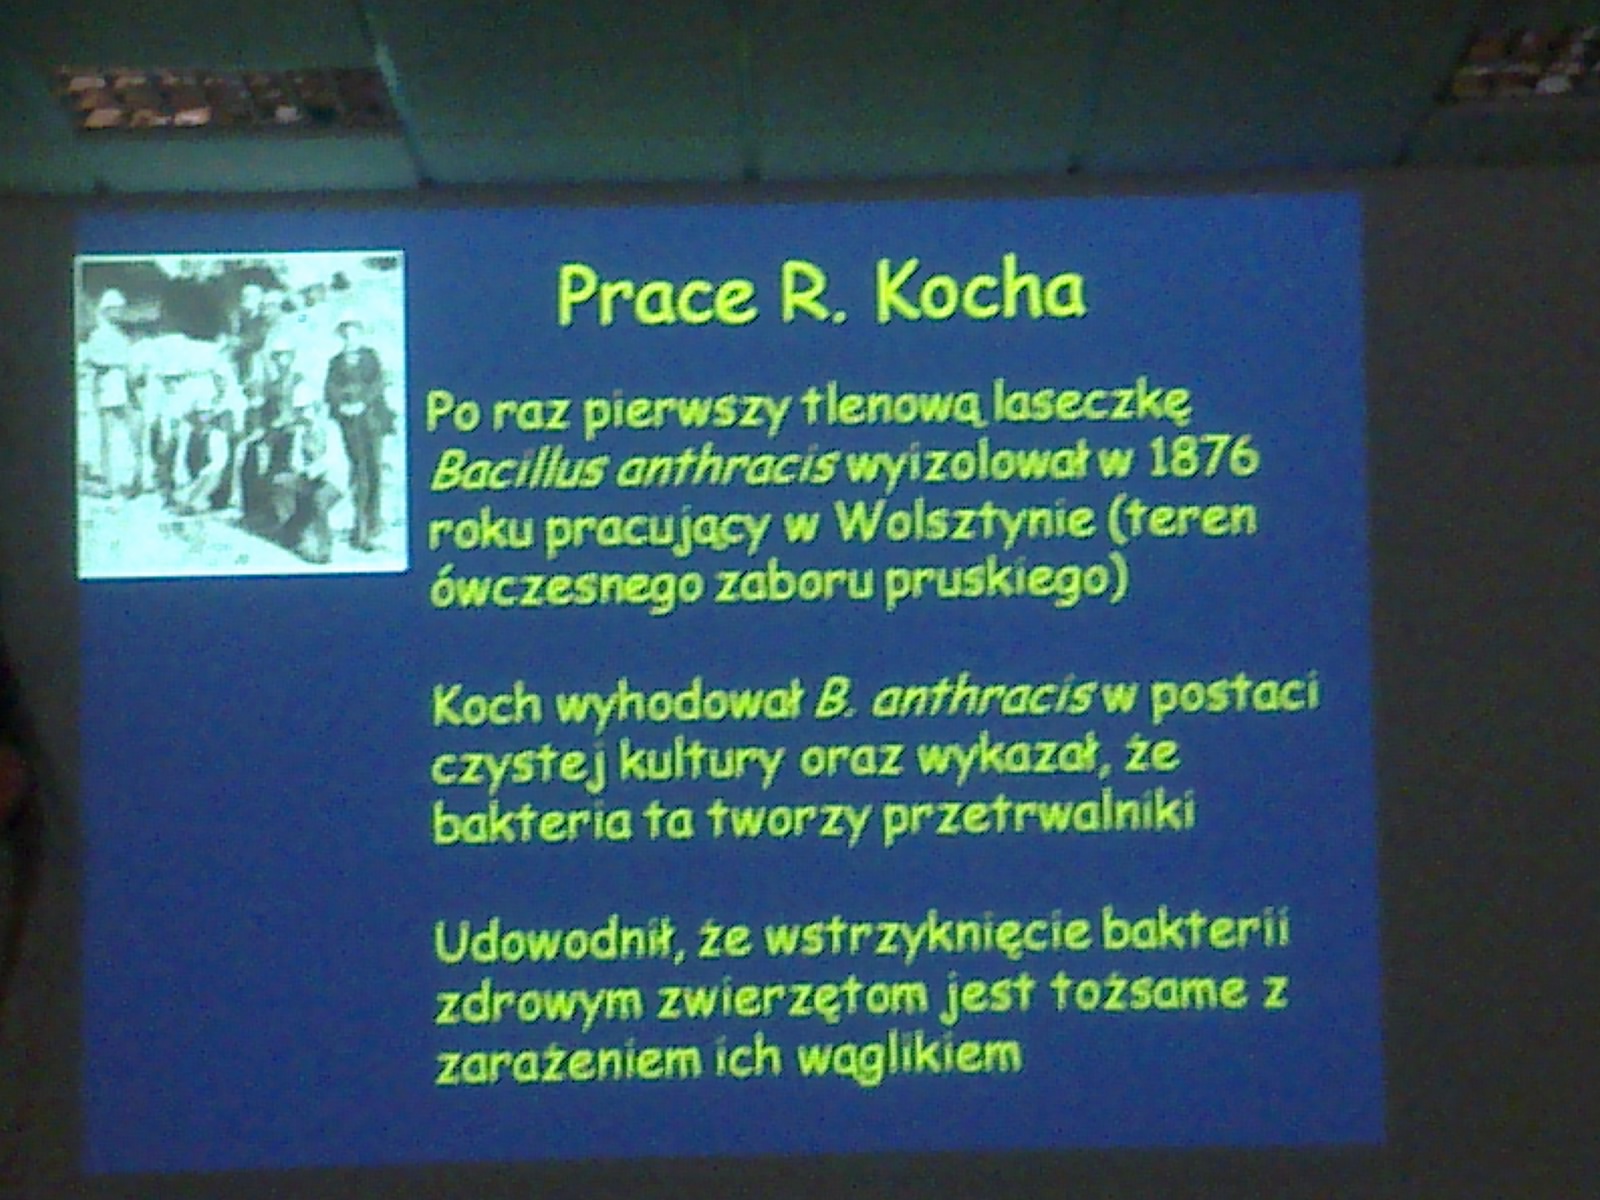 Prace R. Kocha
Po raz pierwszy tlenową laseczkę
Bacillus anthracis wyizolował w 1876
roku pracujący w Wolsztynie (teren
ówczesnego zaboru pruskiego)
Koch wyhodował B. anthracis w postaci
czystej kultury oraz wykazał, że
bakteria ta tworzy przetrwalniki
Udowodnił, że wstrzyknięcie bakterii
zdrowym zwierzętom jest tożsame z
zarażeniem ich wąglikiem